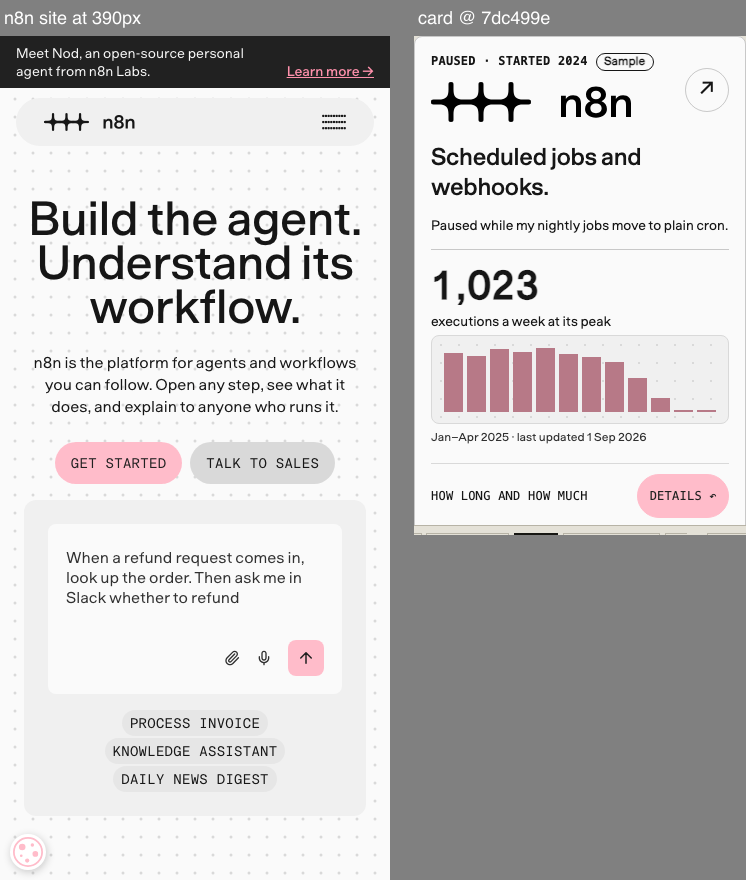 n8n site at 390px
Meet Nod, an open-source personal
agent from n8n Labs.
Learn more →
n8n
Build the agent.
Understand its
workflow.
n8n is the platform for agents and workflows
you can follow. Open any step, see what it
does, and explain to anyone who runs it.
GET STARTED
TALK TO SALES
When a refund request comes in,
look up the order. Then ask me in
Slack whether to refund
PROCESS INVOICE
KNOWLEDGE ASSISTANT
DAILY NEWS DIGEST
card @ 7dc499e
PAUSED · STARTED 2024 Sample
n8n
Scheduled jobs and
webhooks.
Paused while my nightly jobs move to plain cron.
1,023
executions a week at its peak
Jan–Apr 2025 · last updated 1 Sep 2026
HOW LONG AND HOW MUCH
DETAILS ↶